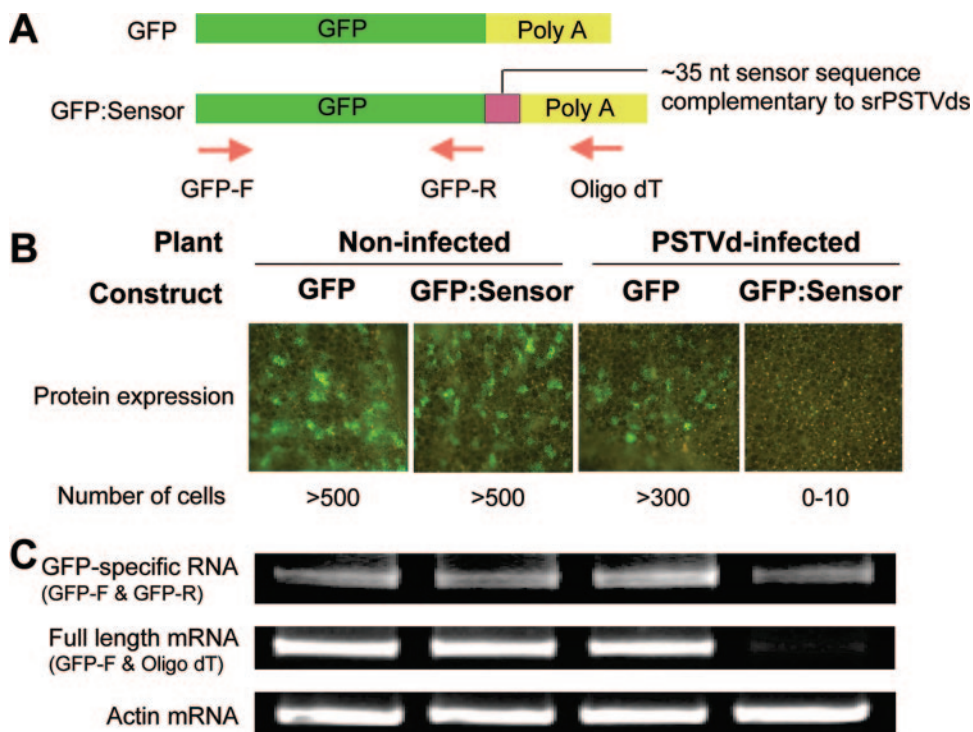 A
GFP
GFP
Poly A
GFP:Sensor
GFP
Poly A
~35 nt sensor sequence
complementary to srPSTVds
GFP-F
GFP-R
Oligo dT
B
Plant
Non-infected
PSTVd-infected
Construct
GFP
GFP:Sensor
GFP
GFP:Sensor
Protein expression
Number of cells
>500
>500
>300
0-10
C
GFP-specific RNA
(GFP-F & GFP-R)
Full length mRNA
(GFP-F & Oligo dT)
Actin mRNA